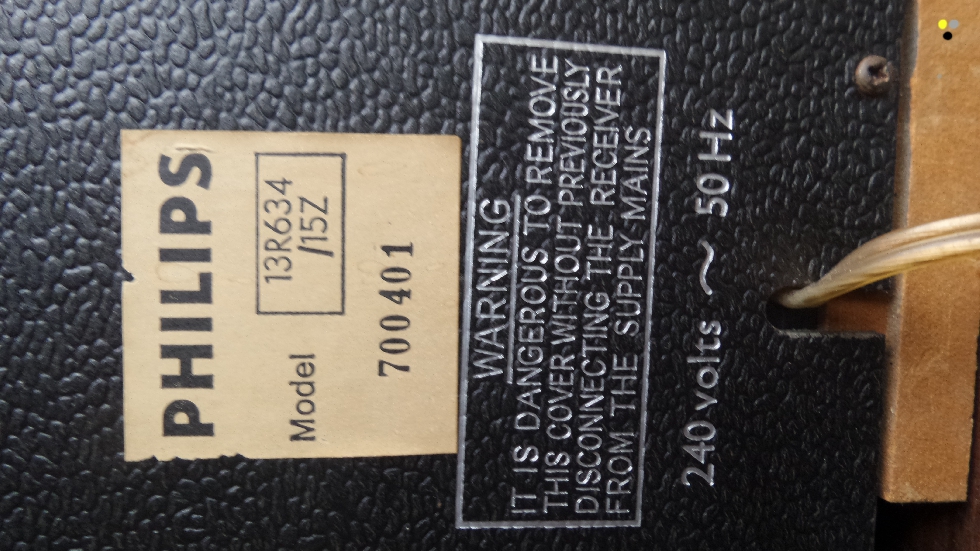 PHILIPS
Model 13R634
/15Z
700401
WARNING
IT IS DANGEROUS TO REMOVE
THIS COVER WITHOUT PREVIOUSLY
DISCONNECTING THE RECEIVER
FROM THE SUPPLY MAINS
240 volts ~ 50 Hz